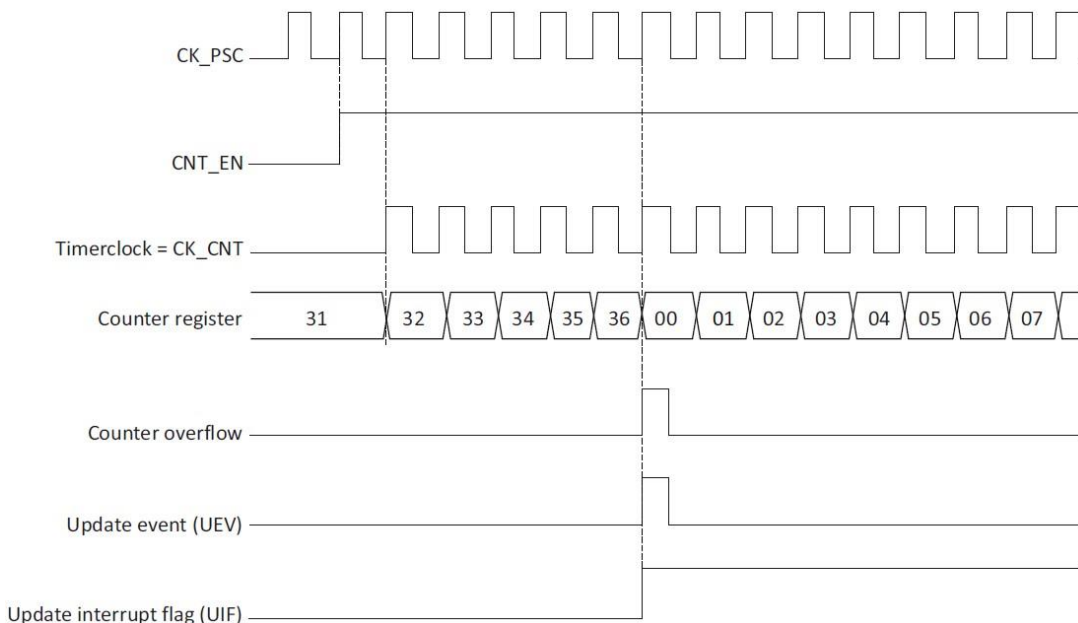 CK_PSC
CNT_EN
Timerclock = CK_CNT
Counter register 31 32 33 34 35 36 00 01 02 03 04 05 06 07
Counter overflow
Update event (UEV)
Update interrupt flag (UIF)